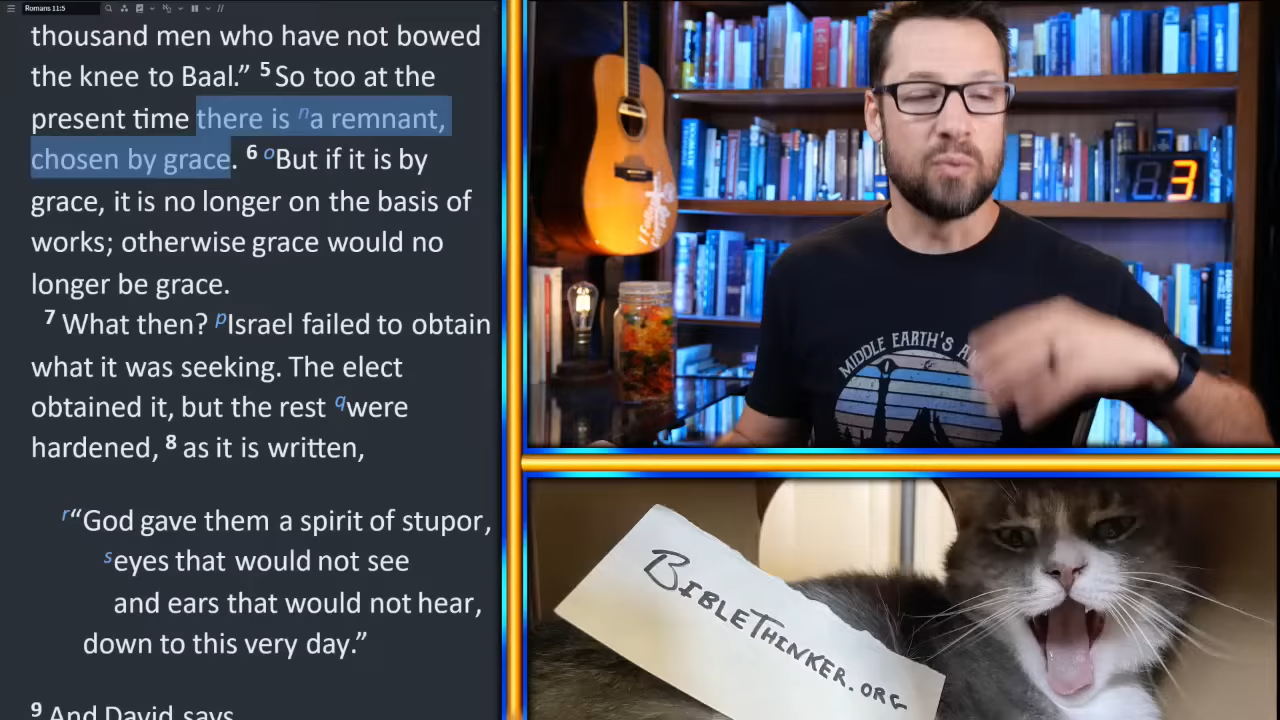 Romans 11:5
thousand men who have not bowed
the knee to Baal.” 5 So too at the
present time there is n a remnant,
chosen by grace. 6 o But if it is by
grace, it is no longer on the basis of
works; otherwise grace would no
longer be grace.
7 What then? p Israel failed to obtain
what it was seeking. The elect
obtained it, but the rest q were
hardened, 8 as it is written,
r “God gave them a spirit of stupor,
s eyes that would not see
and ears that would not hear,
down to this very day.”
9 And David says
3
MIDDLE EARTH'S
BIBLETHINKER.ORG